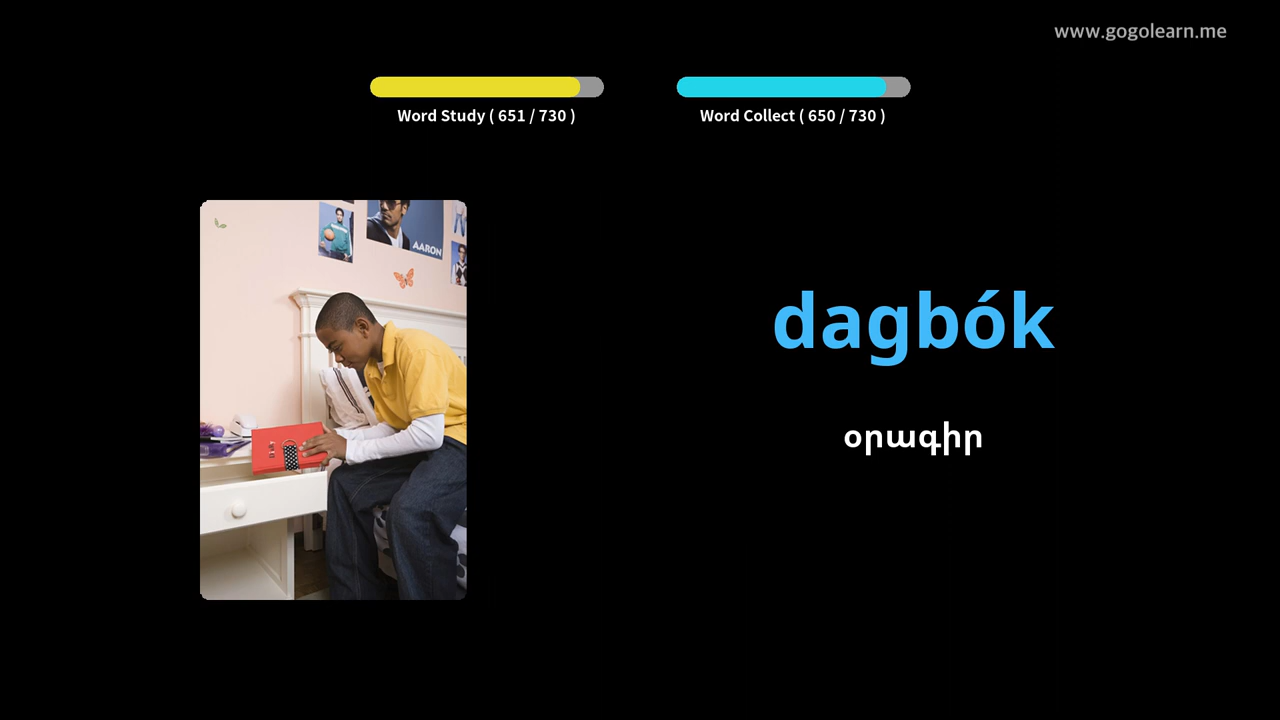 www.gogolearn.me
Word Study ( 651 / 730 )
Word Collect ( 650 / 730 )
AARON
dagbók
օրագիր